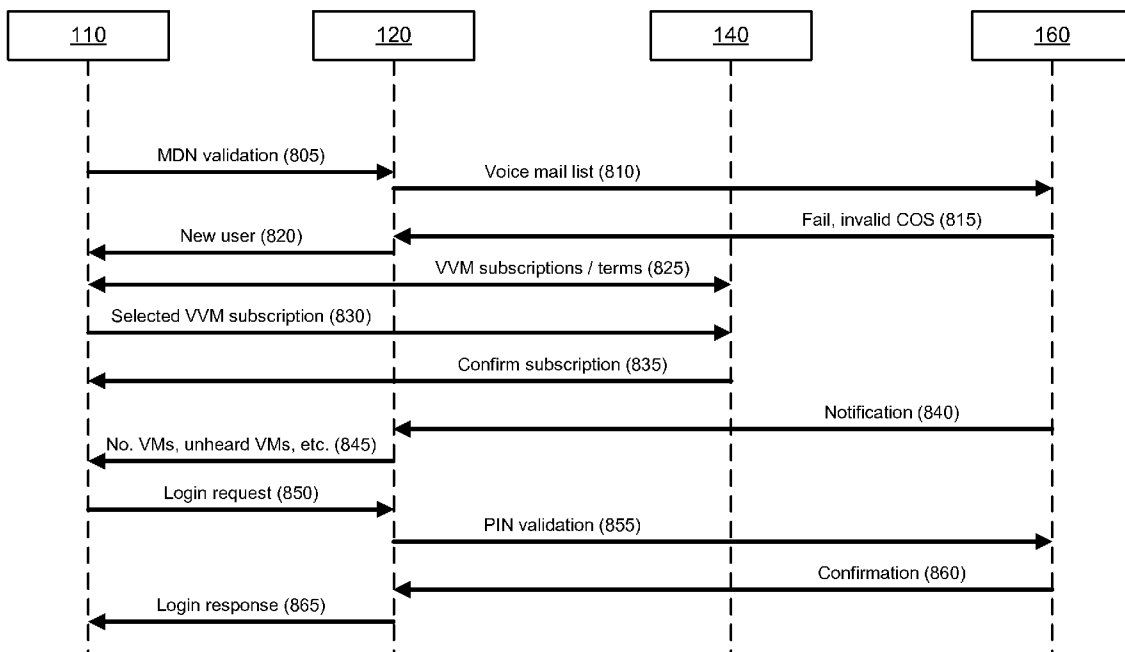 110 120 140 160
MDN validation (805)
Voice mail list (810)
Fail, invalid COS (815)
New user (820)
VVM subscriptions / terms (825)
Selected VVM subscription (830)
Confirm subscription (835)
Notification (840)
No. VMs, unheard VMs, etc. (845)
Login request (850)
PIN validation (855)
Confirmation (860)
Login response (865)